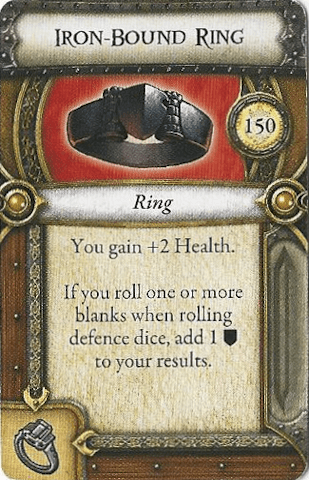 Iron-Bound Ring
150
Ring
You gain +2 Health.
If you roll one or more
blanks when rolling
defence dice, add 1
to your results.